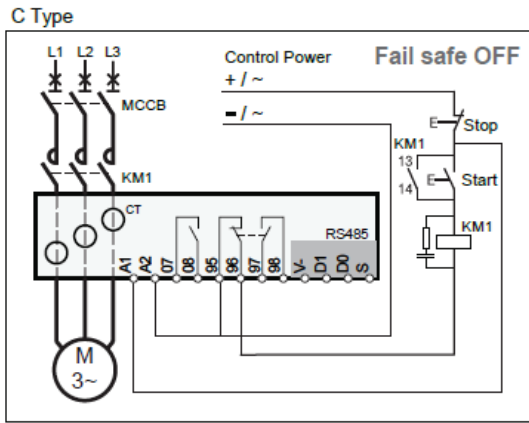 C Type
L1 L2 L3
Control Power
Fail safe OFF
+ / ~
- / ~
MCCB
Stop
E
KM1
13
14
E
Start
KM1
KM1
CT
RS485
A1 A2 07 08 95 96 97 98 V- D1 D0 S
M
3~